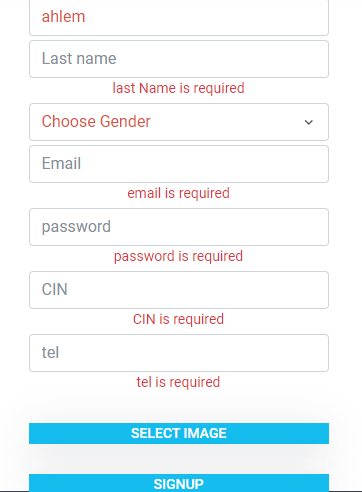 ahlem
Last name
last Name is required
Choose Gender
Email
email is required
password
password is required
CIN
CIN is required
tel
tel is required
SELECT IMAGE
SIGNUP